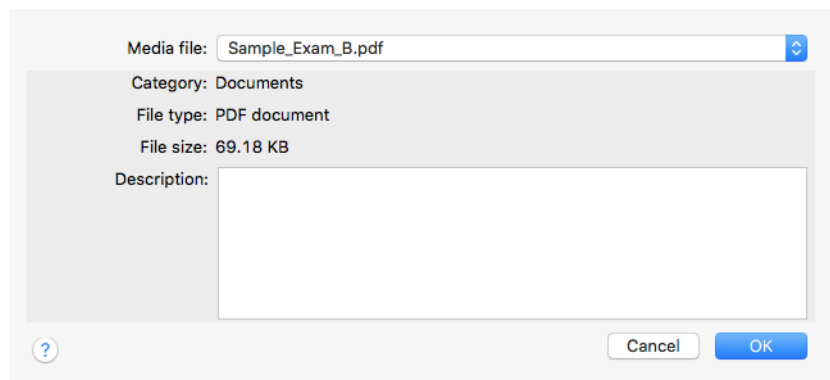 Media file: Sample_Exam_B.pdf
Category: Documents
File type: PDF document
File size: 69.18 KB
Description:
? Cancel OK